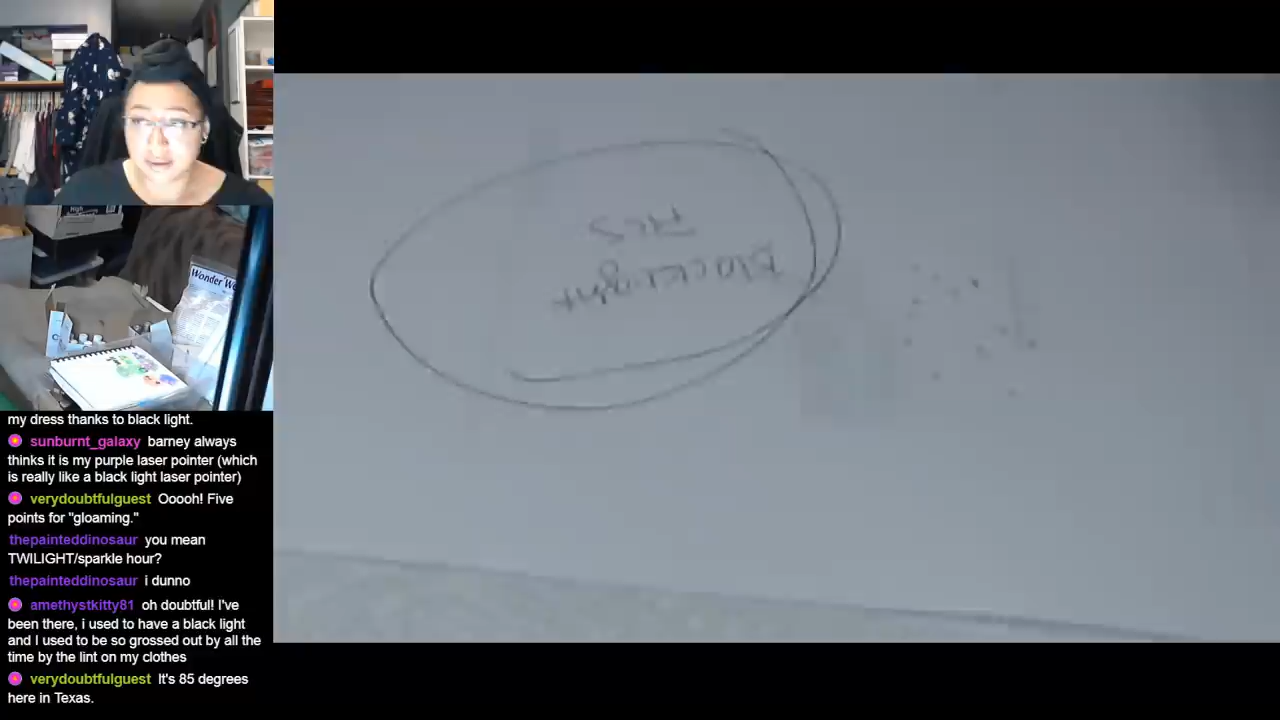 my dress thanks to black light.
sunburnt_galaxy barney always
thinks it is my purple laser pointer (which
is really like a black light laser pointer)
verydoubtfulguest Ooooh! Five
points for "gloaming."
thepainteddinosaur you mean
TWILIGHT/sparkle hour?
thepainteddinosaur i dunno
amethystkitty81 oh doubtful! I've
been there, i used to have a black light
and I used to be so grossed out by all the
time by the lint on my clothes
verydoubtfulguest It's 85 degrees
here in Texas.
Wonder We
blacklight